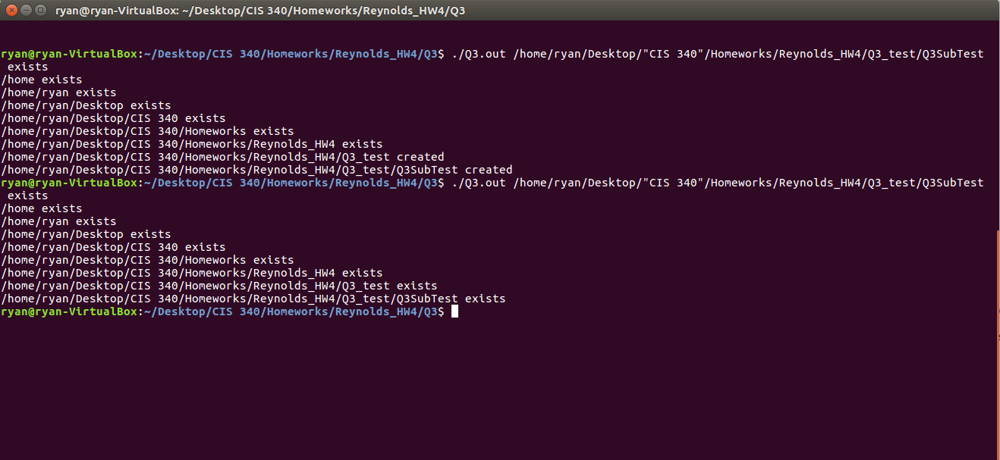 ryan@ryan-VirtualBox: ~/Desktop/CIS 340/Homeworks/Reynolds_HW4/Q3
ryan@ryan-VirtualBox:~/Desktop/CIS 340/Homeworks/Reynolds_HW4/Q3$ ./Q3.out /home/ryan/Desktop/"CIS 340"/Homeworks/Reynolds_HW4/Q3_test/Q3SubTest
 exists
/home exists
/home/ryan exists
/home/ryan/Desktop exists
/home/ryan/Desktop/CIS 340 exists
/home/ryan/Desktop/CIS 340/Homeworks exists
/home/ryan/Desktop/CIS 340/Homeworks/Reynolds_HW4 exists
/home/ryan/Desktop/CIS 340/Homeworks/Reynolds_HW4/Q3_test created
/home/ryan/Desktop/CIS 340/Homeworks/Reynolds_HW4/Q3_test/Q3SubTest created
ryan@ryan-VirtualBox:~/Desktop/CIS 340/Homeworks/Reynolds_HW4/Q3$ ./Q3.out /home/ryan/Desktop/"CIS 340"/Homeworks/Reynolds_HW4/Q3_test/Q3SubTest
 exists
/home exists
/home/ryan exists
/home/ryan/Desktop exists
/home/ryan/Desktop/CIS 340 exists
/home/ryan/Desktop/CIS 340/Homeworks exists
/home/ryan/Desktop/CIS 340/Homeworks/Reynolds_HW4 exists
/home/ryan/Desktop/CIS 340/Homeworks/Reynolds_HW4/Q3_test exists
/home/ryan/Desktop/CIS 340/Homeworks/Reynolds_HW4/Q3_test/Q3SubTest exists
ryan@ryan-VirtualBox:~/Desktop/CIS 340/Homeworks/Reynolds_HW4/Q3$